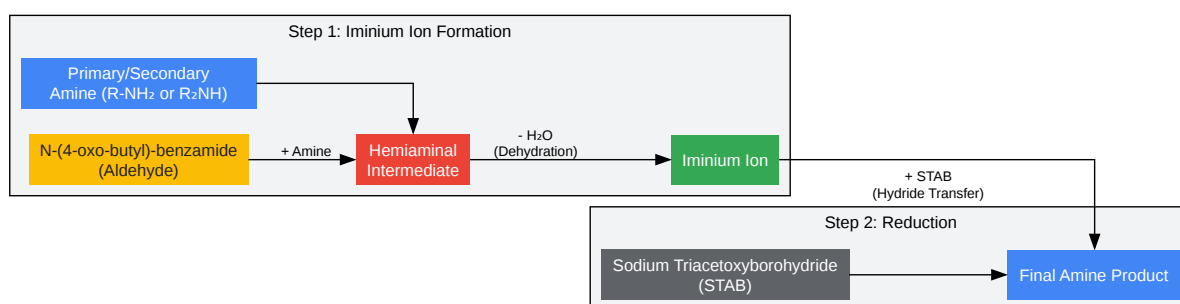 Step 1: Iminium Ion Formation
Primary/Secondary
Amine (R-NH₂ or R₂NH)
N-(4-oxo-butyl)-benzamide
(Aldehyde)
+ Amine
Hemiaminal
Intermediate
- H₂O
(Dehydration)
Iminium Ion
+ STAB
(Hydride Transfer)
Step 2: Reduction
Sodium Triacetoxyborohydride
(STAB)
Final Amine Product